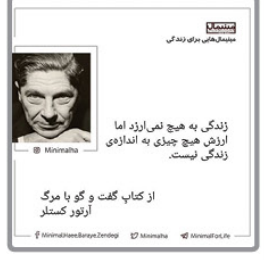 مینیمال
مینیمال‌هایی برای زندگی
Minimalha
زندگی به هیچ نمی‌ارزد اما
ارزش هیچ چیزی به اندازه‌ی
زندگی نیست.
از کتاب گفت و گو با مرگ
آرتور کستلر
MinimalHaee.Baraye.Zendegi Minimalha MinimalForLife